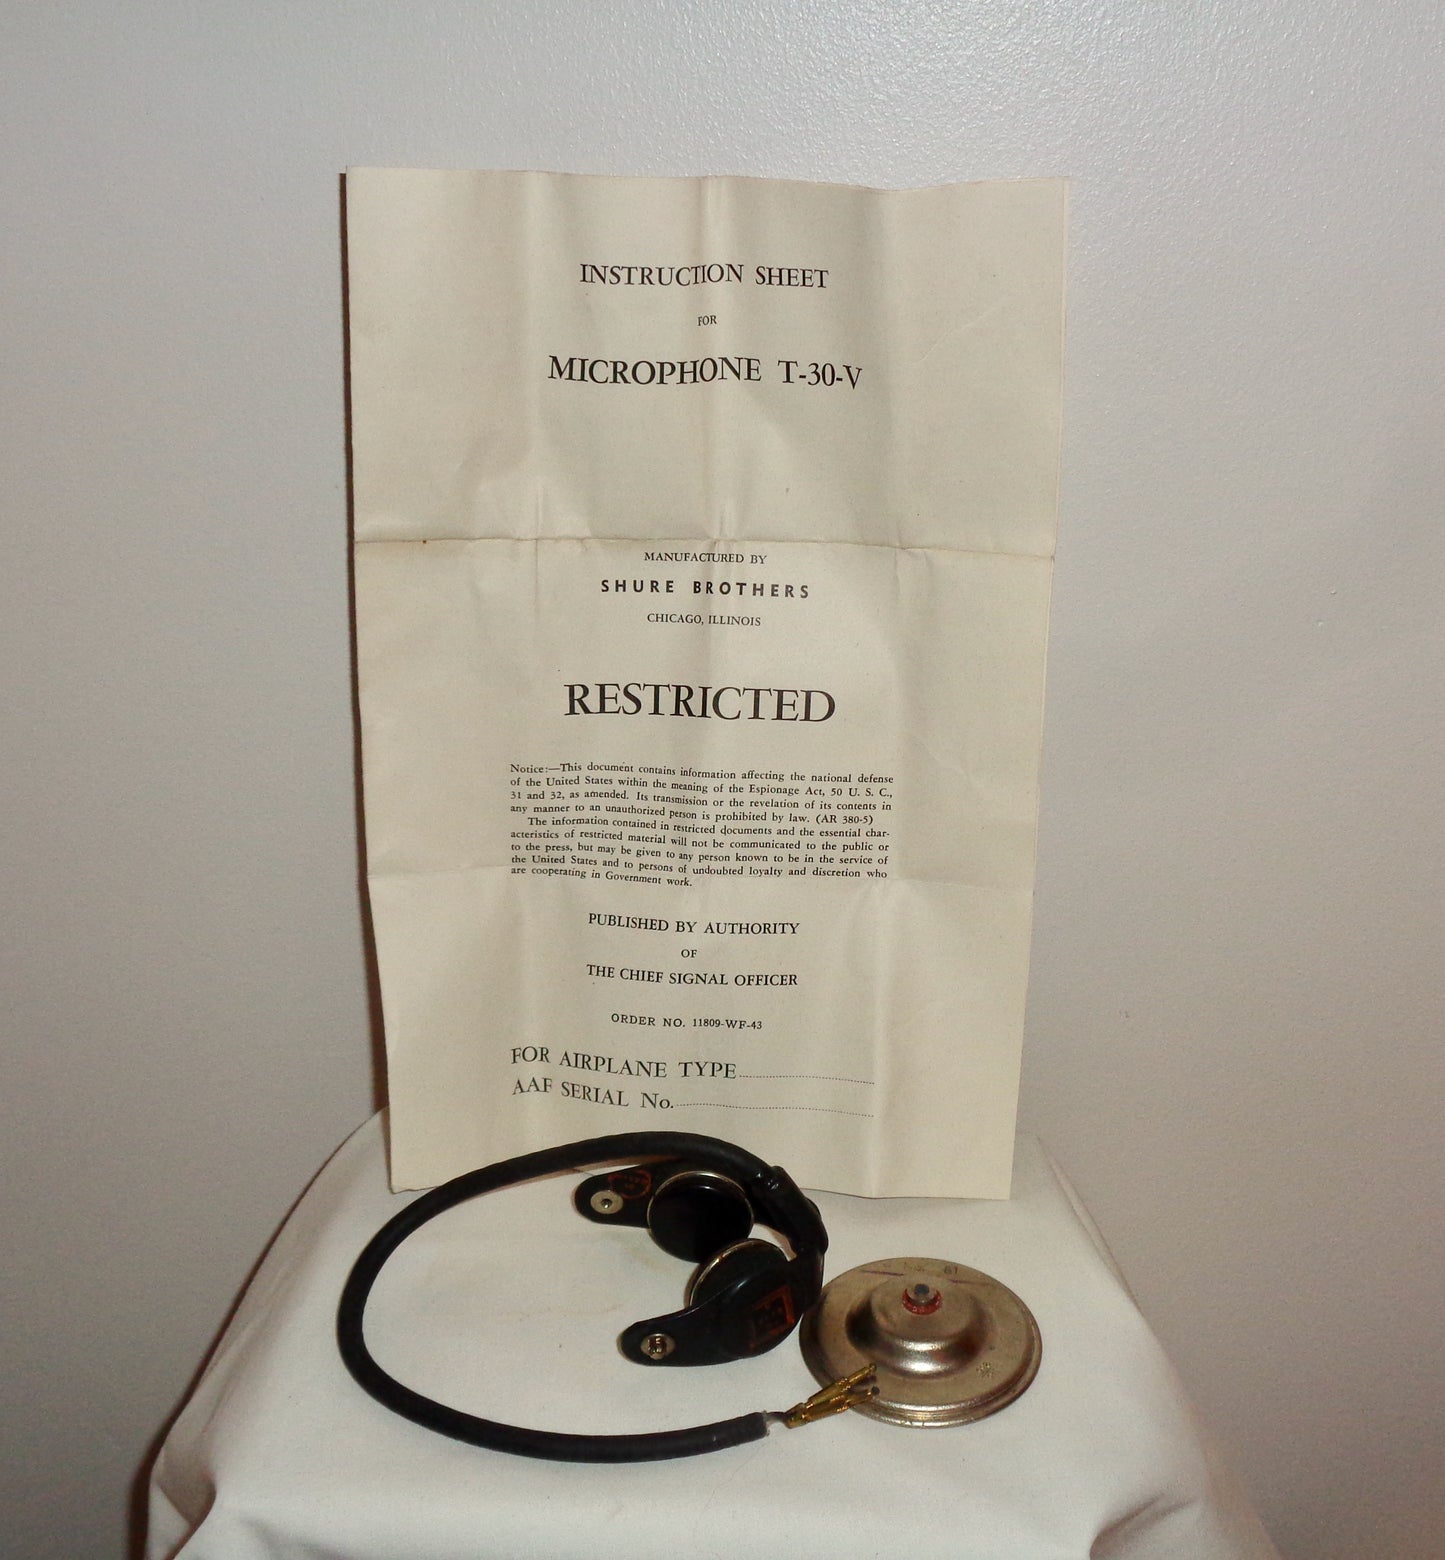 INSTRUCTION SHEET
FOR
MICROPHONE T-30-V
MANUFACTURED BY
SHURE BROTHERS
CHICAGO, ILLINOIS
RESTRICTED
Notice:—This document contains information affecting the national defense
of the United States within the meaning of the Espionage Act, 50 U. S. C.,
31 and 32, as amended. Its transmission or the revelation of its contents in
any manner to an unauthorized person is prohibited by law. (AR 380-5)
The information contained in restricted documents and the essential char-
acteristics of restricted material will not be communicated to the public or
to the press, but may be given to any person known to be in the service of
the United States and to persons of undoubted loyalty and discretion who
are cooperating in Government work.
PUBLISHED BY AUTHORITY
OF
THE CHIEF SIGNAL OFFICER
ORDER NO. 11809-WF-43
FOR AIRPLANE TYPE
AAF SERIAL No.